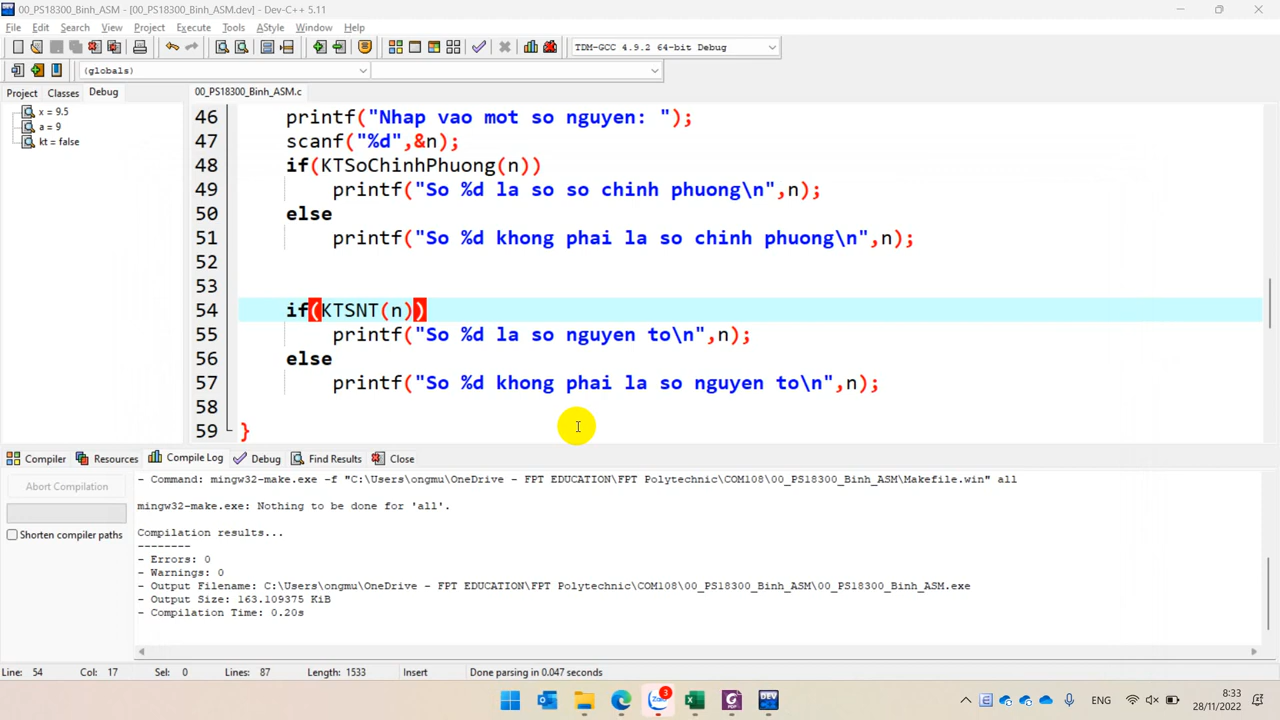 00_PS18300_Binh_ASM - [00_PS18300_Binh_ASM.dev] - Dev-C++ 5.11
File Edit Search View Project Execute Tools AStyle Window Help
TDM-GCC 4.9.2 64-bit Debug
(globals)
Project Classes Debug
00_PS18300_Binh_ASM.c
x = 9.5
a = 9
kt = false
46 printf("Nhap vao mot so nguyen: ");
47 scanf("%d",&n);
48 if(KTSoChinhPhuong(n))
49 printf("So %d la so so chinh phuong\n",n);
50 else
51 printf("So %d khong phai la so chinh phuong\n",n);
52
53
54 if(KTSNT(n))
55 printf("So %d la so nguyen to\n",n);
56 else
57 printf("So %d khong phai la so nguyen to\n",n);
58
59 }
Compiler Resources Compile Log Debug Find Results Close
Abort Compilation
Shorten compiler paths
- Command: mingw32-make.exe -f "C:\Users\ongmu\OneDrive - FPT EDUCATION\FPT Polytechnic\COM108\00_PS18300_Binh_ASM\Makefile.win" all
mingw32-make.exe: Nothing to be done for 'all'.
Compilation results...
--------
- Errors: 0
- Warnings: 0
- Output Filename: C:\Users\ongmu\OneDrive - FPT EDUCATION\FPT Polytechnic\COM108\00_PS18300_Binh_ASM\00_PS18300_Binh_ASM.exe
- Output Size: 163.109375 KiB
- Compilation Time: 0.20s
Line: 54 Col: 17 Sel: 0 Lines: 87 Length: 1533 Insert Done parsing in 0.047 seconds
Zalo
3
DEV
ENG
8:33
28/11/2022